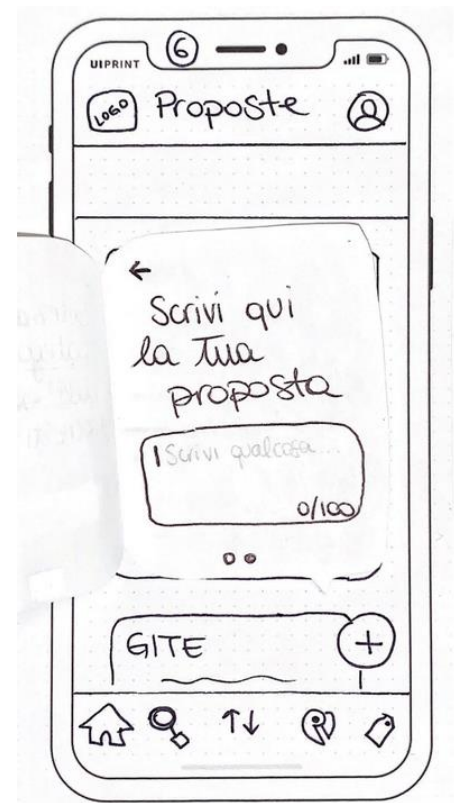 UIPRINT
6
LOGO Proposte
←
Scrivi qui
la Tua
proposta
Scrivi qualcosa...
0/100
GITE +
↑↓